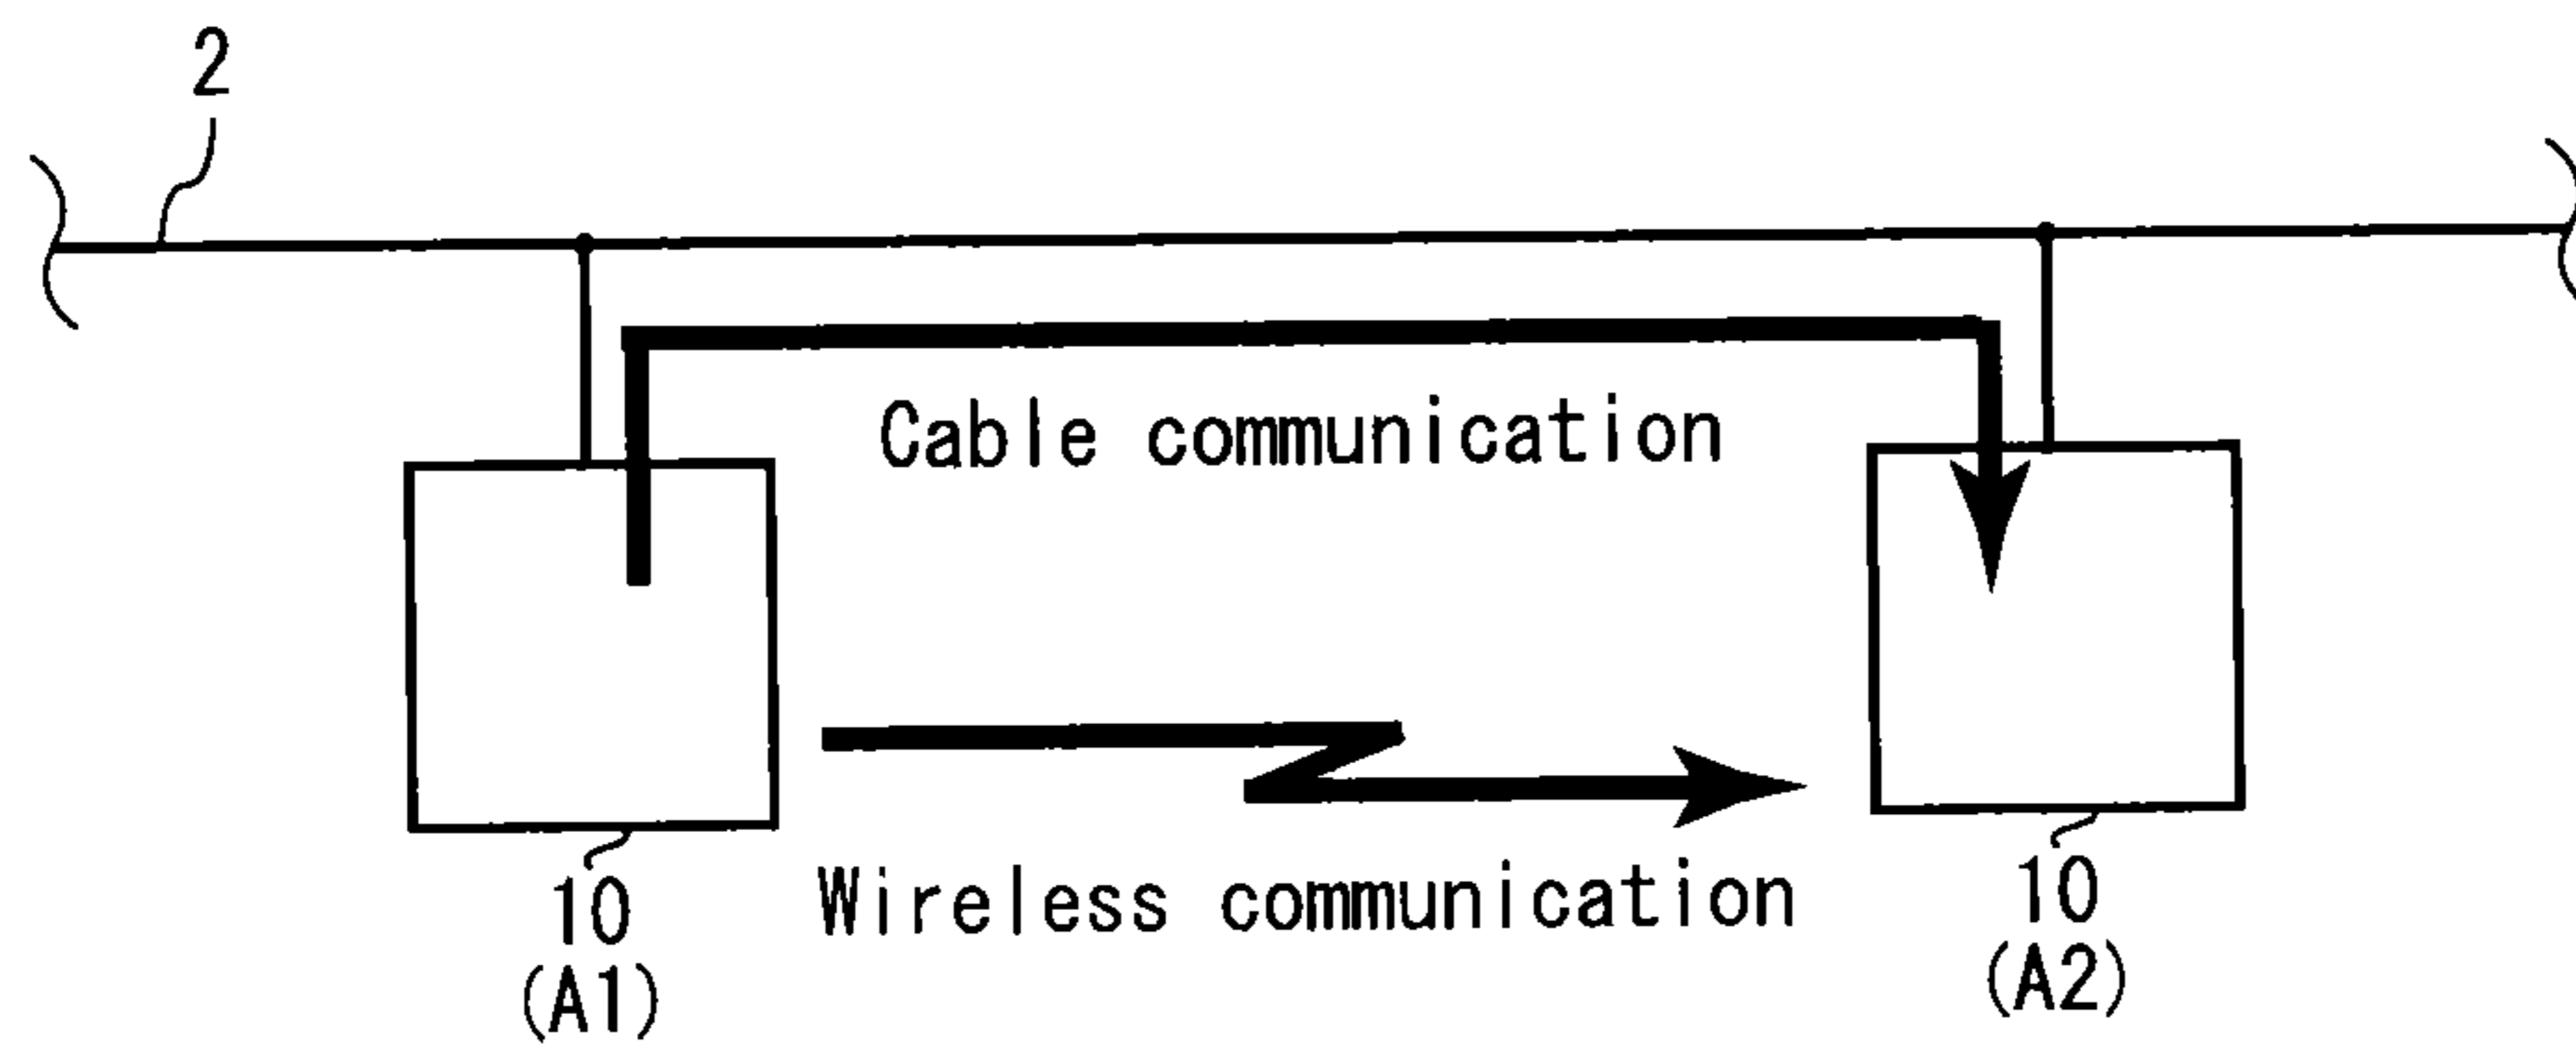 2
Cable communication
Wireless communication
10
(A1)
10
(A2)